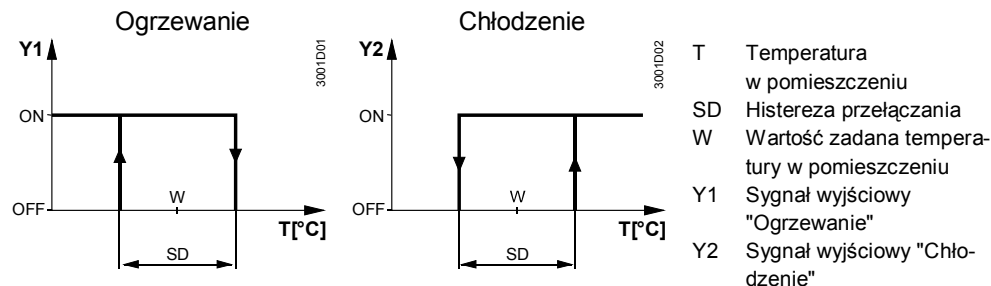 Ogrzewanie
Y1
3001D01
ON
OFF
W
T[°C]
SD
Chłodzenie
Y2
3001D02
ON
OFF
W
T[°C]
SD
T Temperatura
w pomieszczeniu
SD Histereza przełączania
W Wartość zadana tempera-
tury w pomieszczeniu
Y1 Sygnał wyjściowy
"Ogrzewanie"
Y2 Sygnał wyjściowy "Chło-
dzenie"